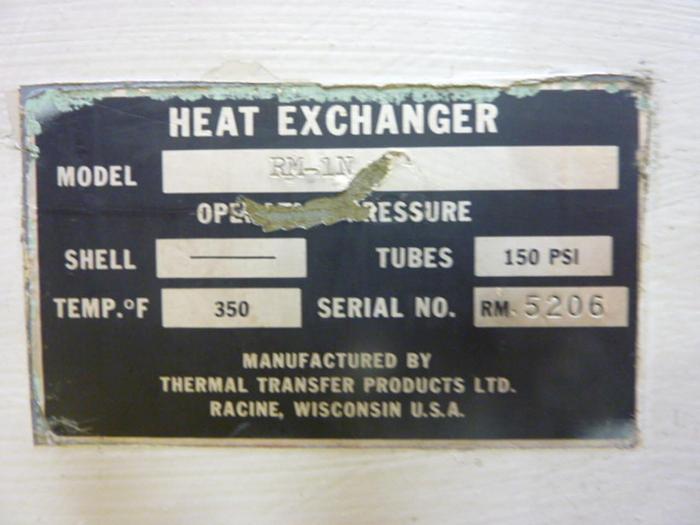 HEAT EXCHANGER
MODEL RM-1N
PRESSURE
SHELL — TUBES 150 PSI
TEMP.°F 350 SERIAL NO. RM- 5206
MANUFACTURED BY
THERMAL TRANSFER PRODUCTS LTD.
RACINE, WISCONSIN U.S.A.